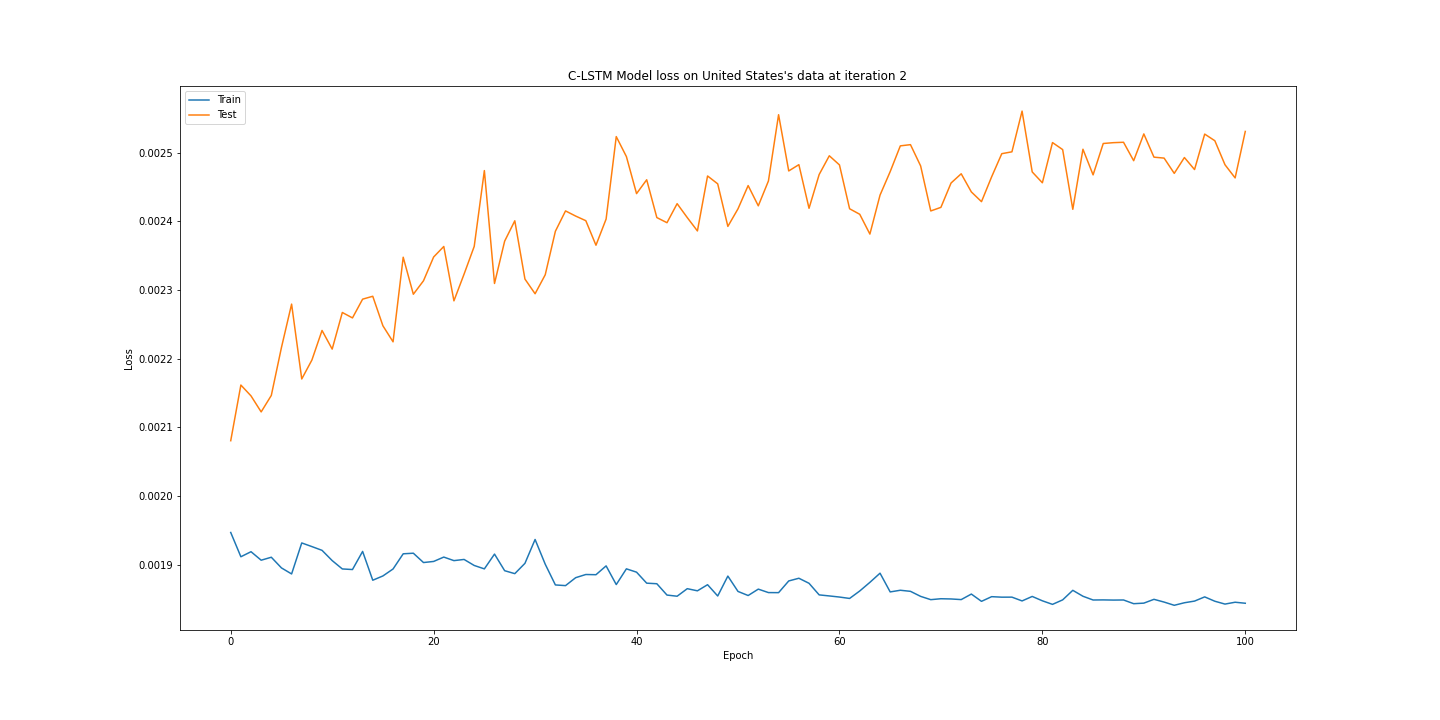 C-LSTM Model loss on United States's data at iteration 2
Train
Test
0.0025
0.0024
0.0023
0.0022
0.0021
0.0020
0.0019
Loss
0 20 40 60 80 100
Epoch